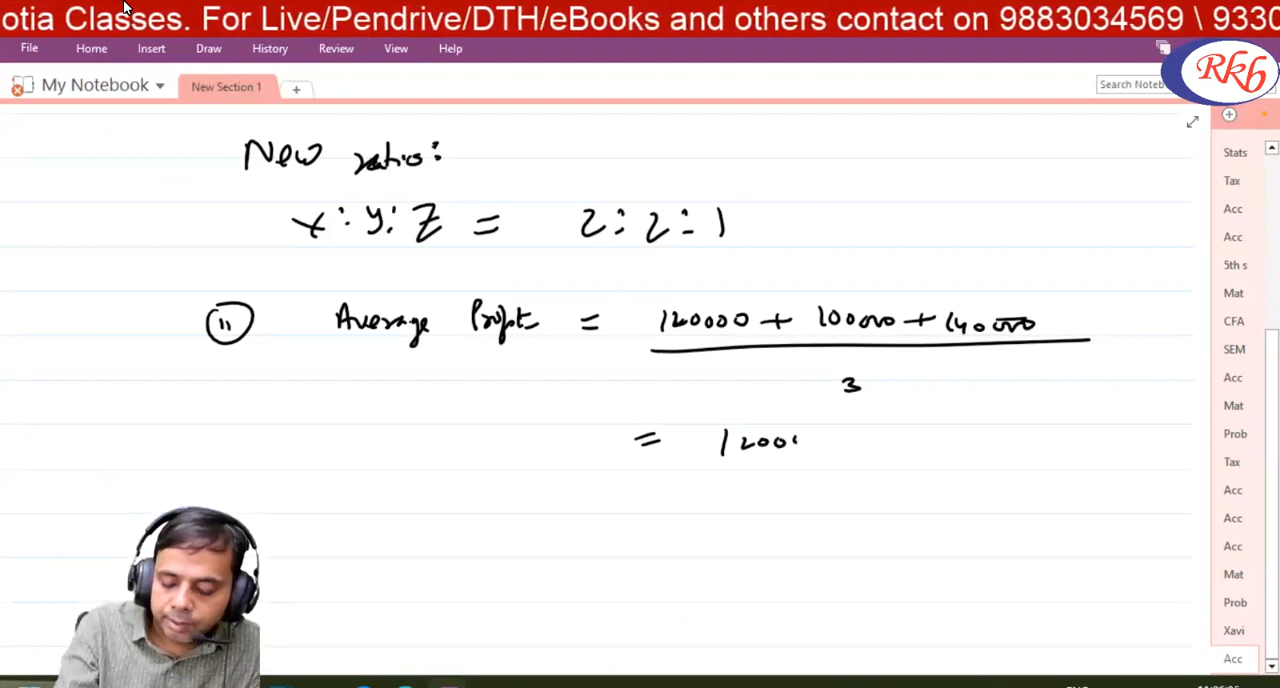 otia Classes. For Live/Pendrive/DTH/eBooks and others contact on 9883034569 \ 9330
File Home Insert Draw History Review View Help
Rkb
My Notebook New Section 1 + Search Noteb
New ratio:
Stats
Tax
Acc
X : Y : Z = 2 : 2 : 1
Acc
5th s
Mat
(ii) Average Profit = 120000 + 100000 + 140000
CFA
SEM
3
Acc
Mat
= 12000
Prob
Tax
Acc
Acc
Acc
Mat
Prob
Xavi
Acc